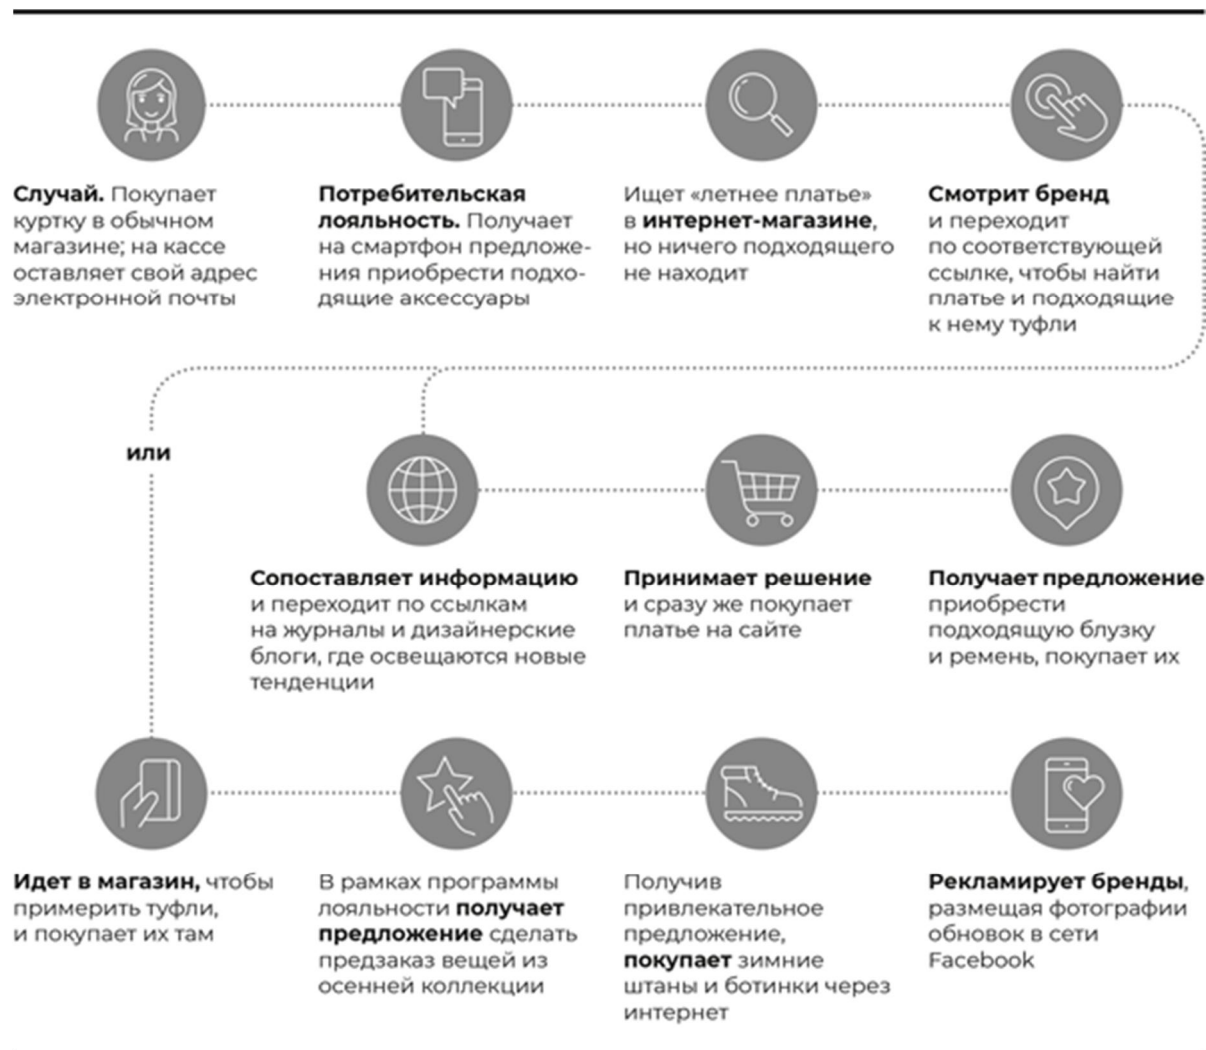 Случай. Покупает
куртку в обычном
магазине; на кассе
оставляет свой адрес
электронной почты
Потребительская
лояльность. Получает
на смартфон предложе-
ния приобрести подхо-
дящие аксессуары
Ищет «летнее платье»
в интернет-магазине,
но ничего подходящего
не находит
Смотрит бренд
и переходит
по соответствующей
ссылке, чтобы найти
платье и подходящие
к нему туфли
или
Сопоставляет информацию
и переходит по ссылкам
на журналы и дизайнерские
блоги, где освещаются новые
тенденции
Принимает решение
и сразу же покупает
платье на сайте
Получает предложение
приобрести
подходящую блузку
и ремень, покупает их
Идет в магазин, чтобы
примерить туфли,
и покупает их там
В рамках программы
лояльности получает
предложение сделать
предзаказ вещей из
осенней коллекции
Получив
привлекательное
предложение,
покупает зимние
штаны и ботинки через
интернет
Рекламирует бренды,
размещая фотографии
обновок в сети
Facebook